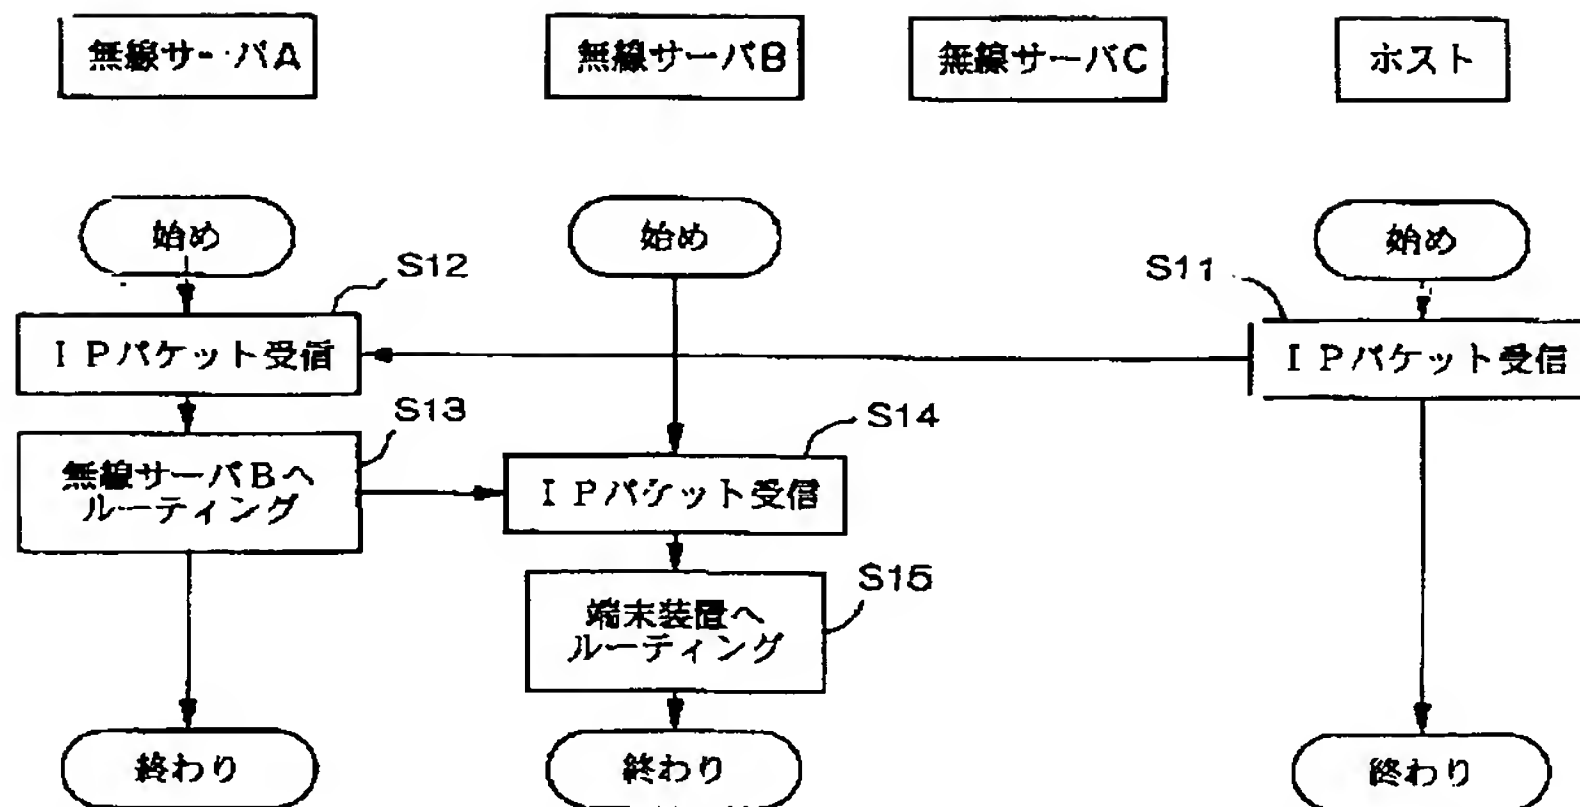 無線サーバA
無線サーバB
無線サーバC
ホスト
始め
始め
始め
S12
S11
IPパケット受信
IPパケット受信
S13
S14
無線サーバBへ
ルーティング
IPパケット受信
S15
端末装置へ
ルーティング
終わり
終わり
終わり